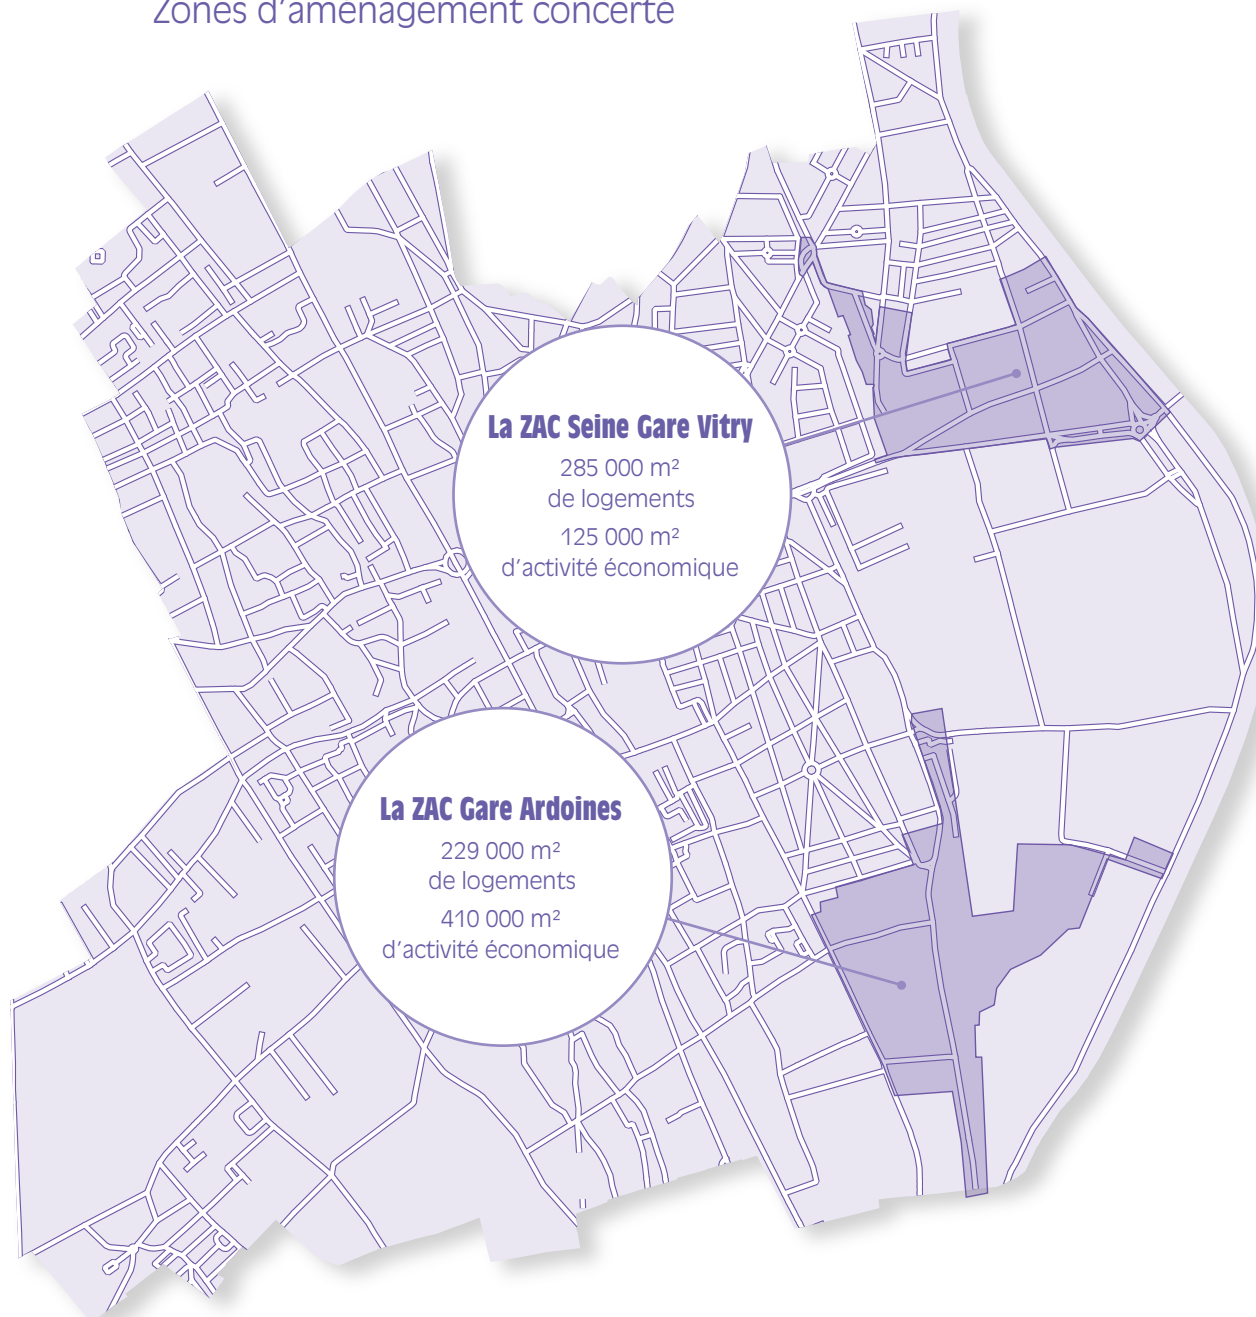 Zones d'aménagement concerté
La ZAC Seine Gare Vitry
285 000 m²
de logements
125 000 m²
d'activité économique
La ZAC Gare Ardoines
229 000 m²
de logements
410 000 m²
d'activité économique